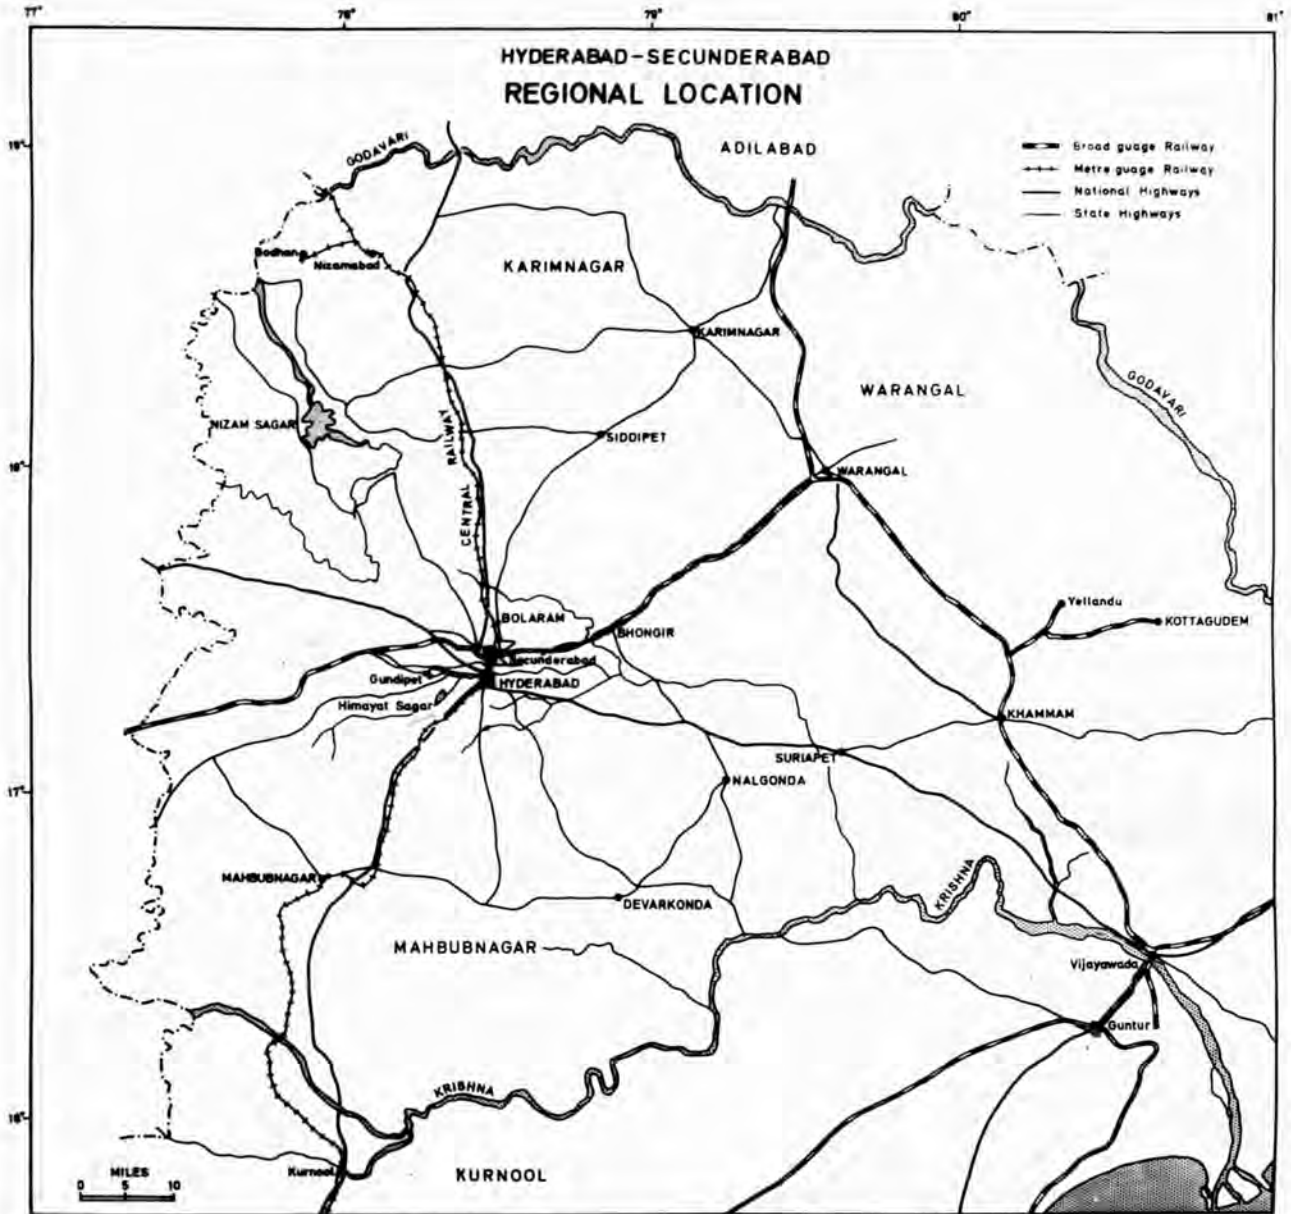 77° 78° 79° 80° 81°
HYDERABAD-SECUNDERABAD
REGIONAL LOCATION
19°
GODAVARI
ADILABAD
Broad guage Railway
Metre guage Railway
National Highways
State Highways
Bodhan
Nizamabad
KARIMNAGAR
KARIMNAGAR
WARANGAL
GODAVARI
NIZAM SAGAR
RAILWAY
SIDDIPET
18°
WARANGAL
CENTRAL
Yellandu
BOLARAM
KOTTAGUDEM
BHONGIR
Secunderabad
Gundipet
HYDERABAD
Himayat Sagar
KHAMMAM
SURIAPET
17°
NALGONDA
MAHBUBNAGAR
KRISHNA
DEVARKONDA
MAHBUBNAGAR
Vijayawada
Guntur
KRISHNA
16°
MILES
Kurnool
KURNOOL
0 5 10